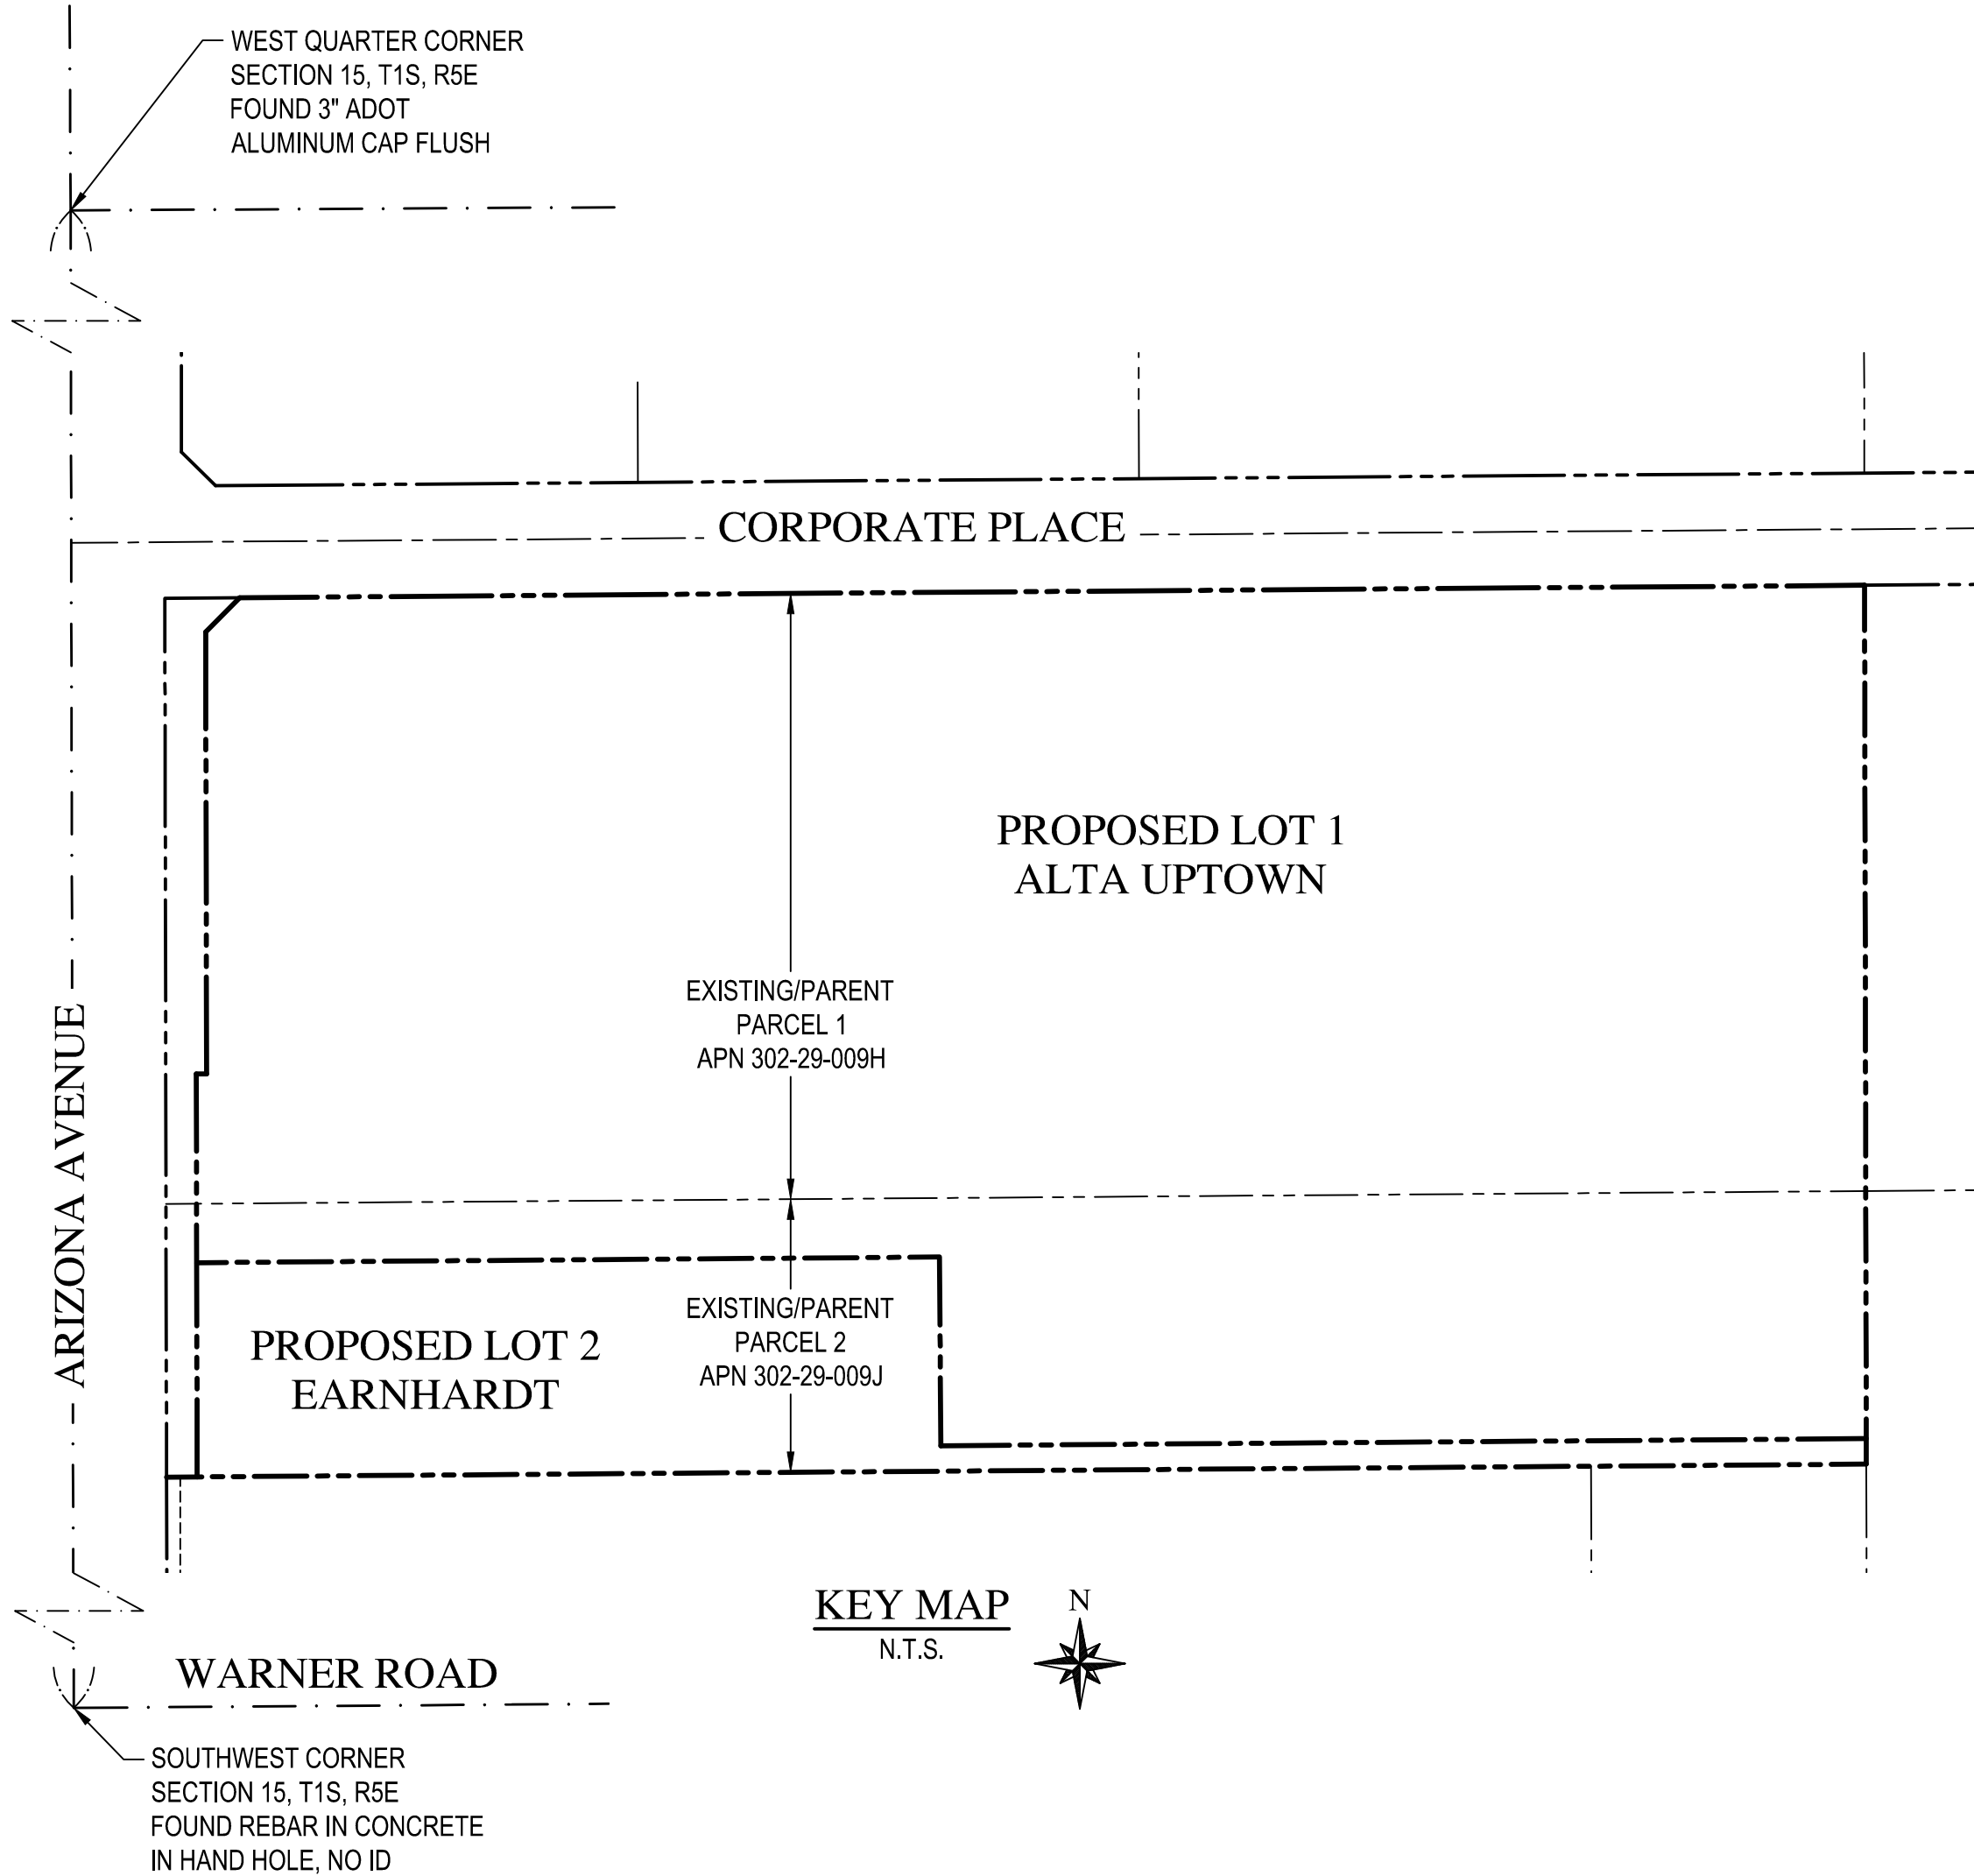 WEST QUARTER CORNER
SECTION 15, T1S, R5E
FOUND 3" ADOT
ALUMINUM CAP FLUSH
CORPORATE PLACE
PROPOSED LOT 1
ALTA UPTOWN
EXISTING/PARENT
PARCEL 1
APN 302-29-009H
ARIZONA AVENUE
PROPOSED LOT 2
EARNHARDT
EXISTING/PARENT
PARCEL 2
APN 302-29-009J
KEY MAP
N.T.S.
N
WARNER ROAD
SOUTHWEST CORNER
SECTION 15, T1S, R5E
FOUND REBAR IN CONCRETE
IN HAND HOLE, NO ID